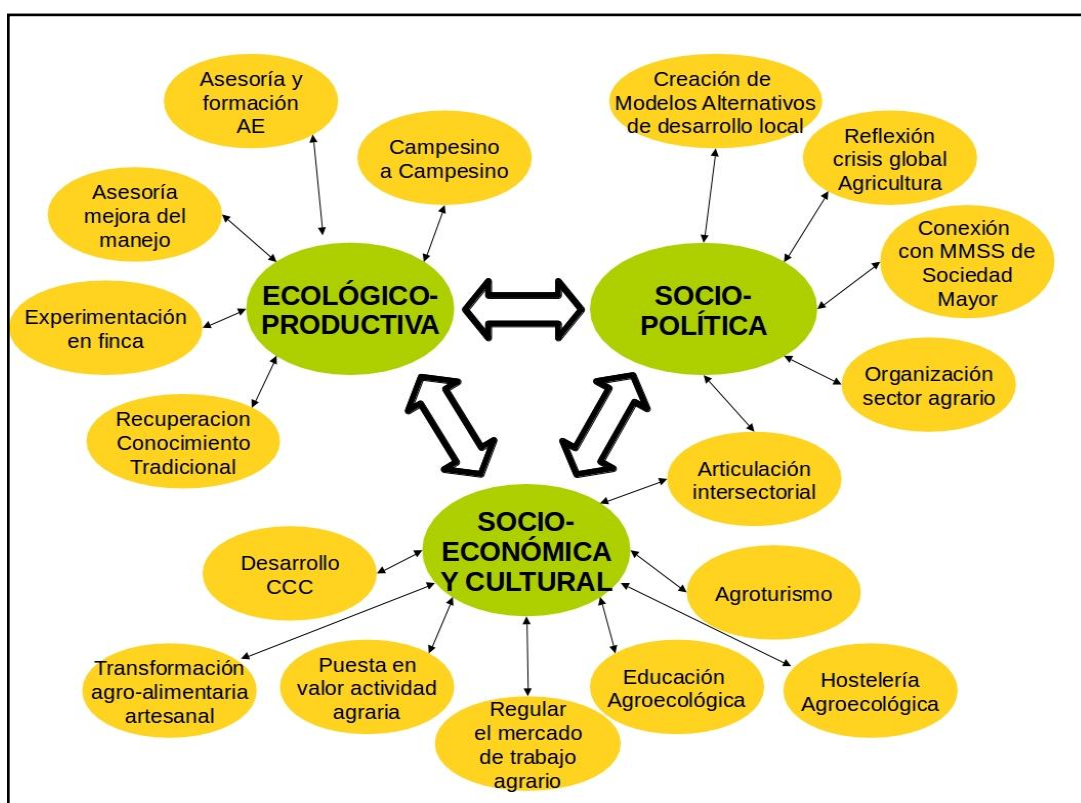 Asesoría y
formación
AE
Campesino
a Campesino
Asesoría
mejora del
manejo
Experimentación
en finca
Recuperacion
Conocimiento
Tradicional
ECOLÓGICO-
PRODUCTIVA
Creación de
Modelos Alternativos
de desarrollo local
Reflexión
crisis global
Agricultura
Conexión
con MMSS de
Sociedad
Mayor
Organización
sector agrario
SOCIO-
POLÍTICA
Articulación
intersectorial
SOCIO-
ECONÓMICA
Y CULTURAL
Desarrollo
CCC
Agroturismo
Transformación
agro-alimentaria
artesanal
Puesta en
valor actividad
agraria
Regular
el mercado
de trabajo
agrario
Educación
Agroecológica
Hostelería
Agroecológica